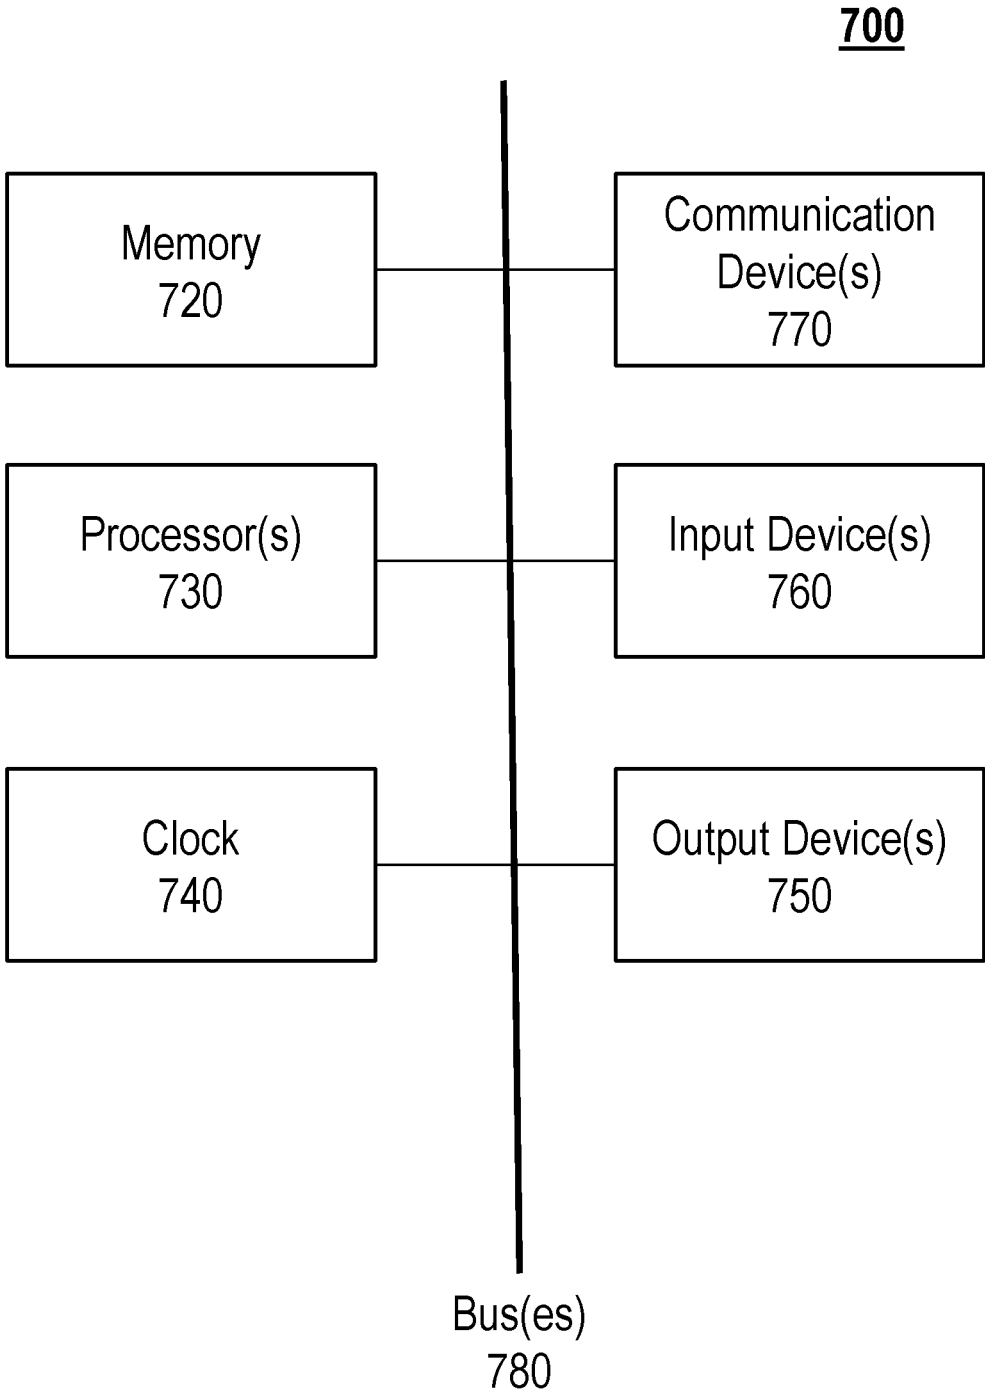 700
Memory
720
Communication
Device(s)
770
Processor(s)
730
Input Device(s)
760
Clock
740
Output Device(s)
750
Bus(es)
780